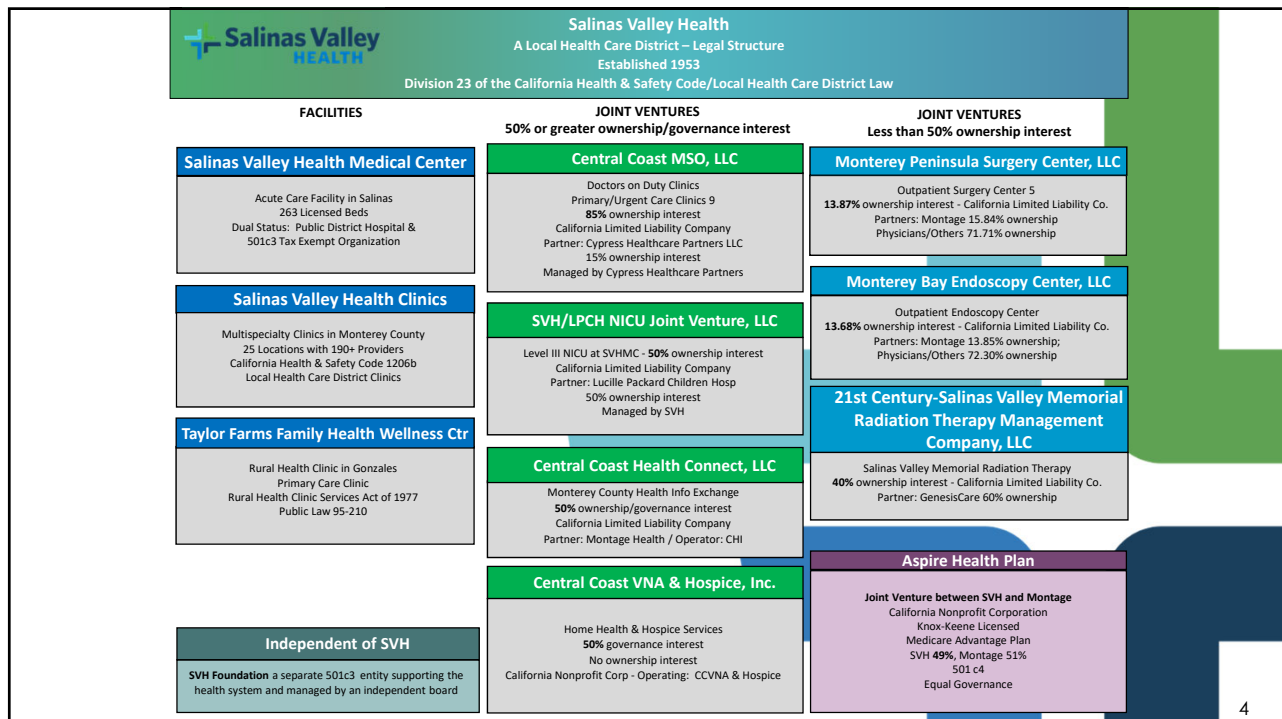 Salinas Valley
HEALTH
Salinas Valley Health
A Local Health Care District – Legal Structure
Established 1953
Division 23 of the California Health & Safety Code/Local Health Care District Law
FACILITIES
Salinas Valley Health Medical Center
Acute Care Facility in Salinas
263 Licensed Beds
Dual Status: Public District Hospital &
501c3 Tax Exempt Organization
Salinas Valley Health Clinics
Multispecialty Clinics in Monterey County
25 Locations with 190+ Providers
California Health & Safety Code 1206b
Local Health Care District Clinics
Taylor Farms Family Health Wellness Ctr
Rural Health Clinic in Gonzales
Primary Care Clinic
Rural Health Clinic Services Act of 1977
Public Law 95-210
Independent of SVH
SVH Foundation a separate 501c3 entity supporting the
health system and managed by an independent board
JOINT VENTURES
50% or greater ownership/governance interest
Central Coast MSO, LLC
Doctors on Duty Clinics
Primary/Urgent Care Clinics 9
85% ownership interest
California Limited Liability Company
Partner: Cypress Healthcare Partners LLC
15% ownership interest
Managed by Cypress Healthcare Partners
SVH/LPCH NICU Joint Venture, LLC
Level III NICU at SVHMC - 50% ownership interest
California Limited Liability Company
Partner: Lucille Packard Children Hosp
50% ownership interest
Managed by SVH
Central Coast Health Connect, LLC
Monterey County Health Info Exchange
50% ownership/governance interest
California Limited Liability Company
Partner: Montage Health / Operator: CHI
Central Coast VNA & Hospice, Inc.
Home Health & Hospice Services
50% governance interest
No ownership interest
California Nonprofit Corp - Operating: CCVNA & Hospice
JOINT VENTURES
Less than 50% ownership interest
Monterey Peninsula Surgery Center, LLC
Outpatient Surgery Center 5
13.87% ownership interest - California Limited Liability Co.
Partners: Montage 15.84% ownership
Physicians/Others 71.71% ownership
Monterey Bay Endoscopy Center, LLC
Outpatient Endoscopy Center
13.68% ownership interest - California Limited Liability Co.
Partners: Montage 13.85% ownership;
Physicians/Others 72.30% ownership
21st Century-Salinas Valley Memorial
Radiation Therapy Management
Company, LLC
Salinas Valley Memorial Radiation Therapy
40% ownership interest - California Limited Liability Co.
Partner: GenesisCare 60% ownership
Aspire Health Plan
Joint Venture between SVH and Montage
California Nonprofit Corporation
Knox-Keene Licensed
Medicare Advantage Plan
SVH 49%, Montage 51%
501 c4
Equal Governance
4